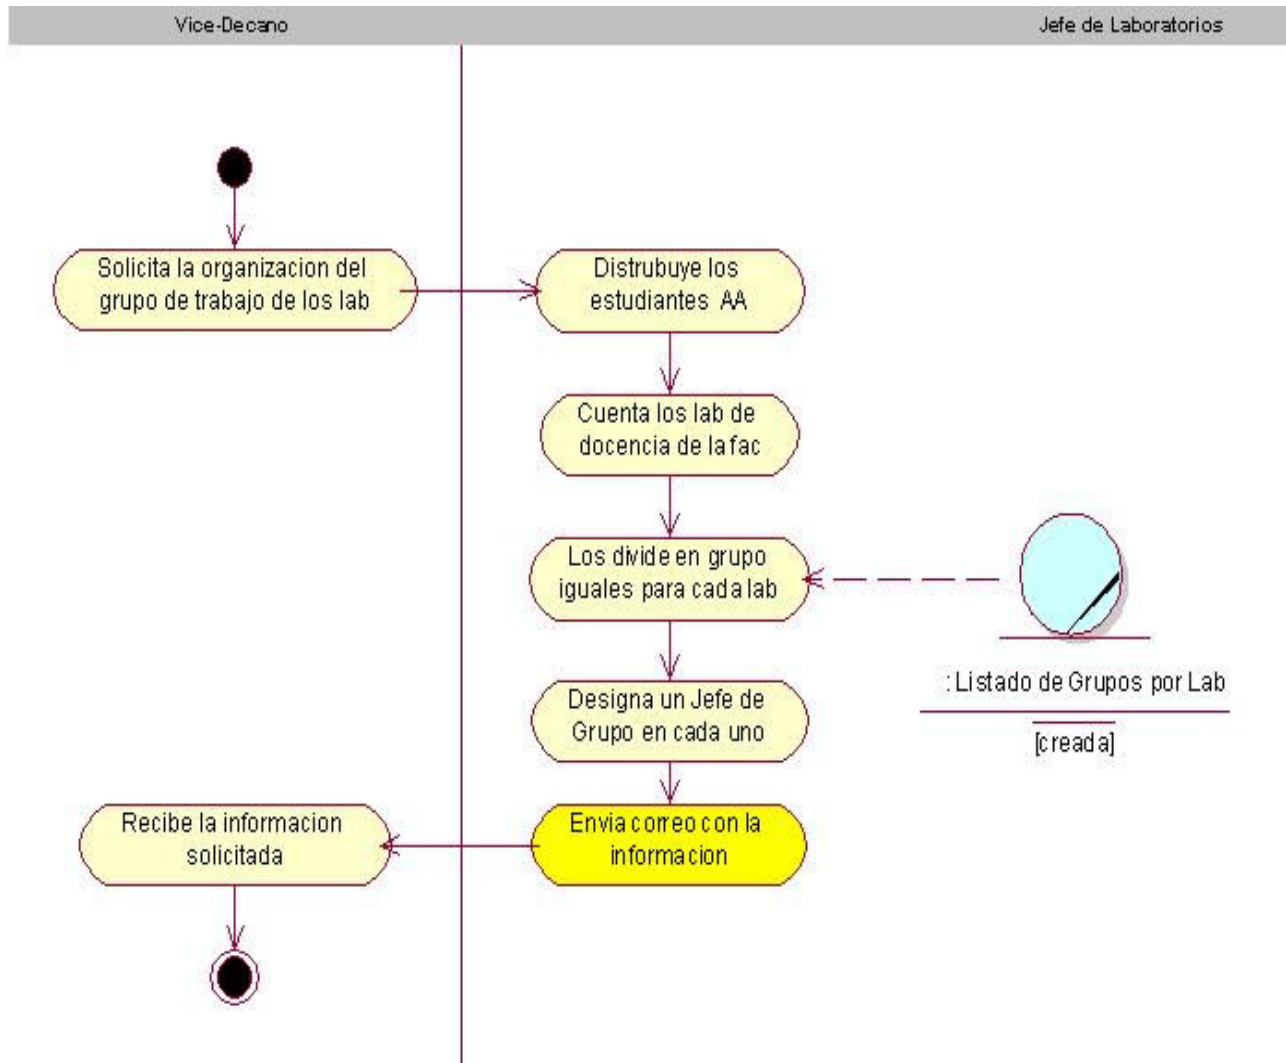 Vice-Decano
Jefe de Laboratorios
Solicita la organizacion del
grupo de trabajo de los lab
Distrubuye los
estudiantes AA
Cuenta los lab de
docencia de la fac
Los divide en grupo
iguales para cada lab
: Listado de Grupos por Lab
[creada]
Designa un Jefe de
Grupo en cada uno
Envia correo con la
informacion
Recibe la informacion
solicitada